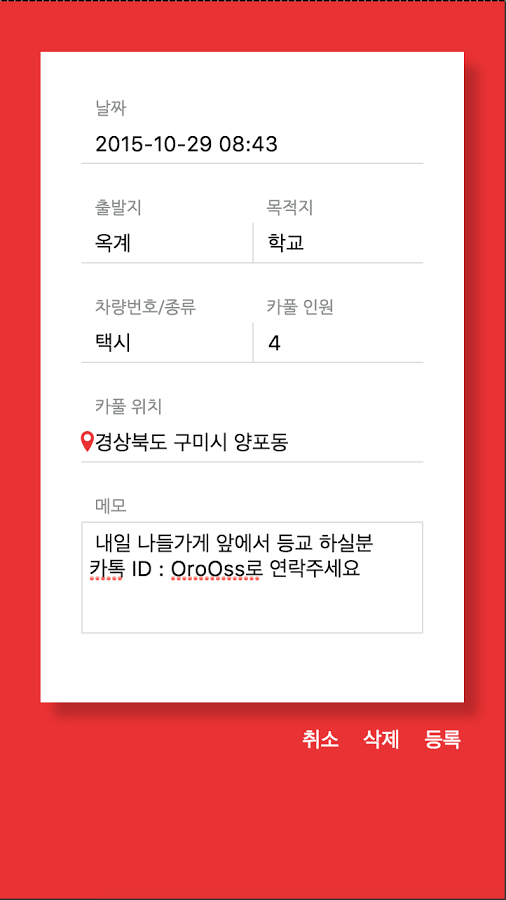 날짜
2015-10-29 08:43
출발지 목적지
옥계 학교
차량번호/종류 카풀 인원
택시 4
카풀 위치
경상북도 구미시 양포동
메모
내일 나들가게 앞에서 등교 하실분
카톡 ID : OroOss로 연락주세요
취소 삭제 등록